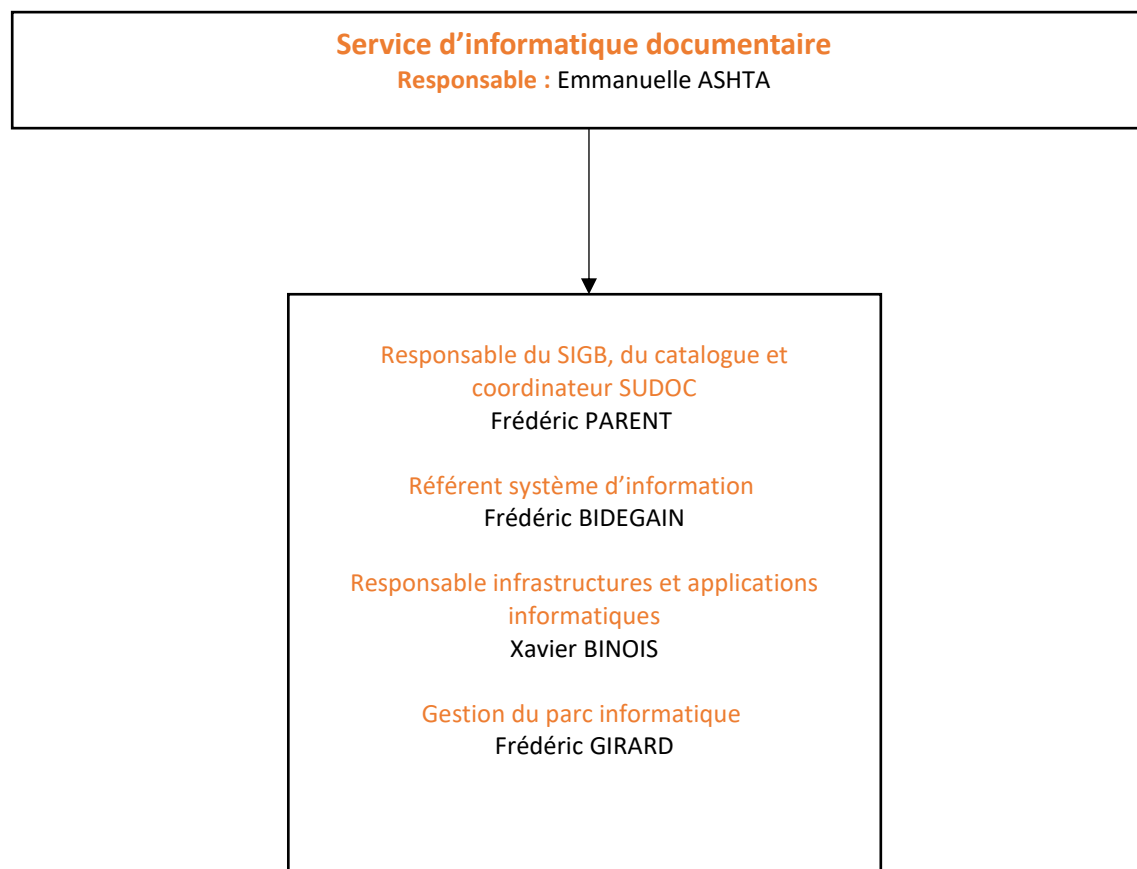 Service d’informatique documentaire
Responsable : Emmanuelle ASHTA
Responsable du SIGB, du catalogue et
coordinateur SUDOC
Frédéric PARENT
Référent système d’information
Frédéric BIDEGAIN
Responsable infrastructures et applications
informatiques
Xavier BINOIS
Gestion du parc informatique
Frédéric GIRARD